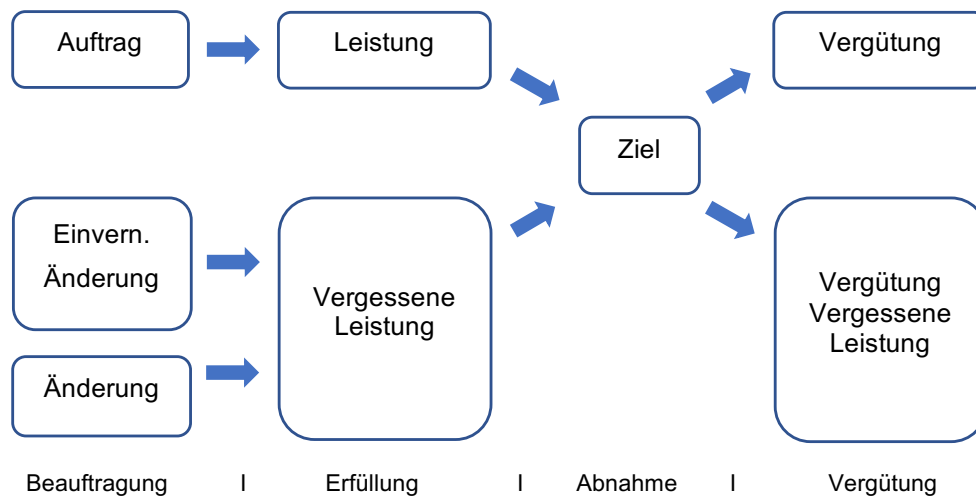 Auftrag
Leistung
Vergütung
Ziel
Einvern.
Änderung
Vergessene
Leistung
Vergütung
Vergessene
Leistung
Änderung
Beauftragung I Erfüllung I Abnahme I Vergütung